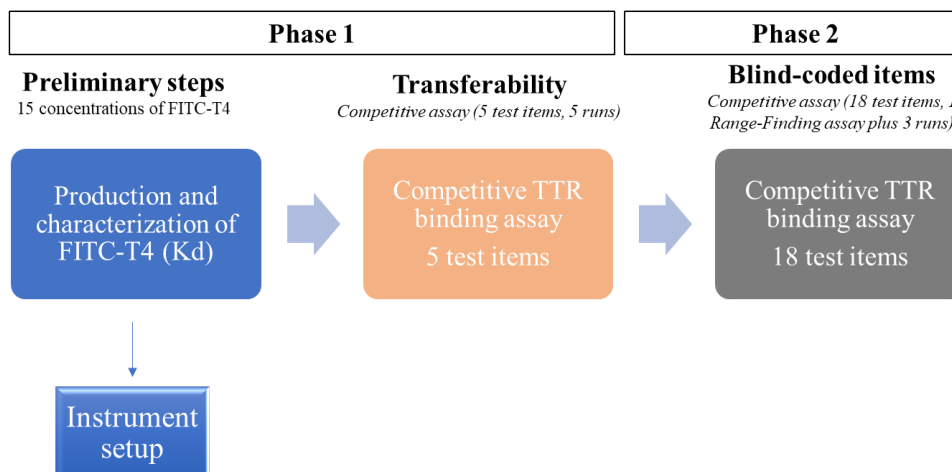 Phase 1
Phase 2
Preliminary steps
15 concentrations of FITC-T4
Transferability
Competitive assay (5 test items, 5 runs)
Blind-coded items
Competitive assay (18 test items, 1
Range-Finding assay plus 3 runs)
Production and
characterization of
FITC-T4 (Kd)
Competitive TTR
binding assay
5 test items
Competitive TTR
binding assay
18 test items
Instrument
setup